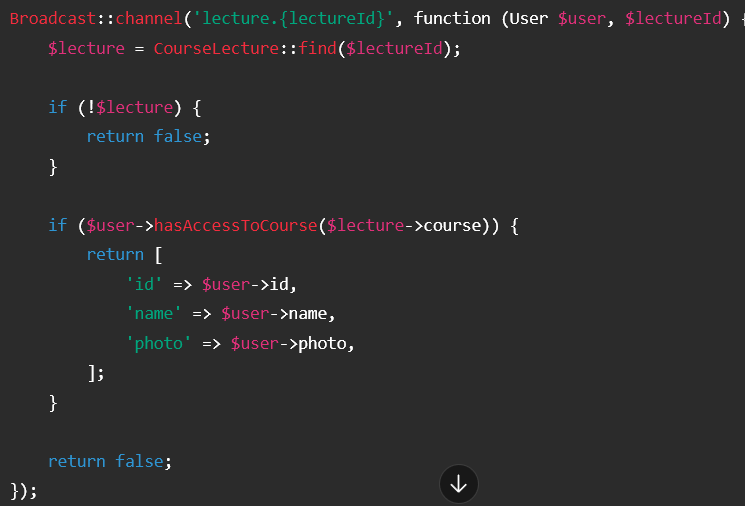 Broadcast::channel('lecture.{lectureId}', function (User $user, $lectureId) {
    $lecture = CourseLecture::find($lectureId);

    if (!$lecture) {
        return false;
    }

    if ($user->hasAccessToCourse($lecture->course)) {
        return [
            'id' => $user->id,
            'name' => $user->name,
            'photo' => $user->photo,
        ];
    }

    return false;
});